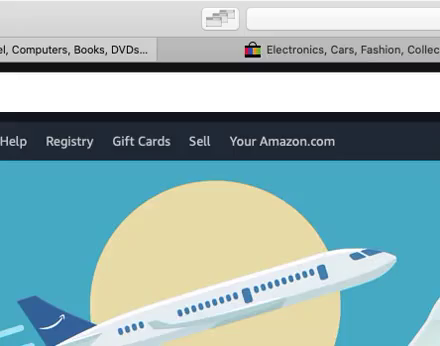 el, Computers, Books, DVDs... Electronics, Cars, Fashion, Collec
Help Registry Gift Cards Sell Your Amazon.com